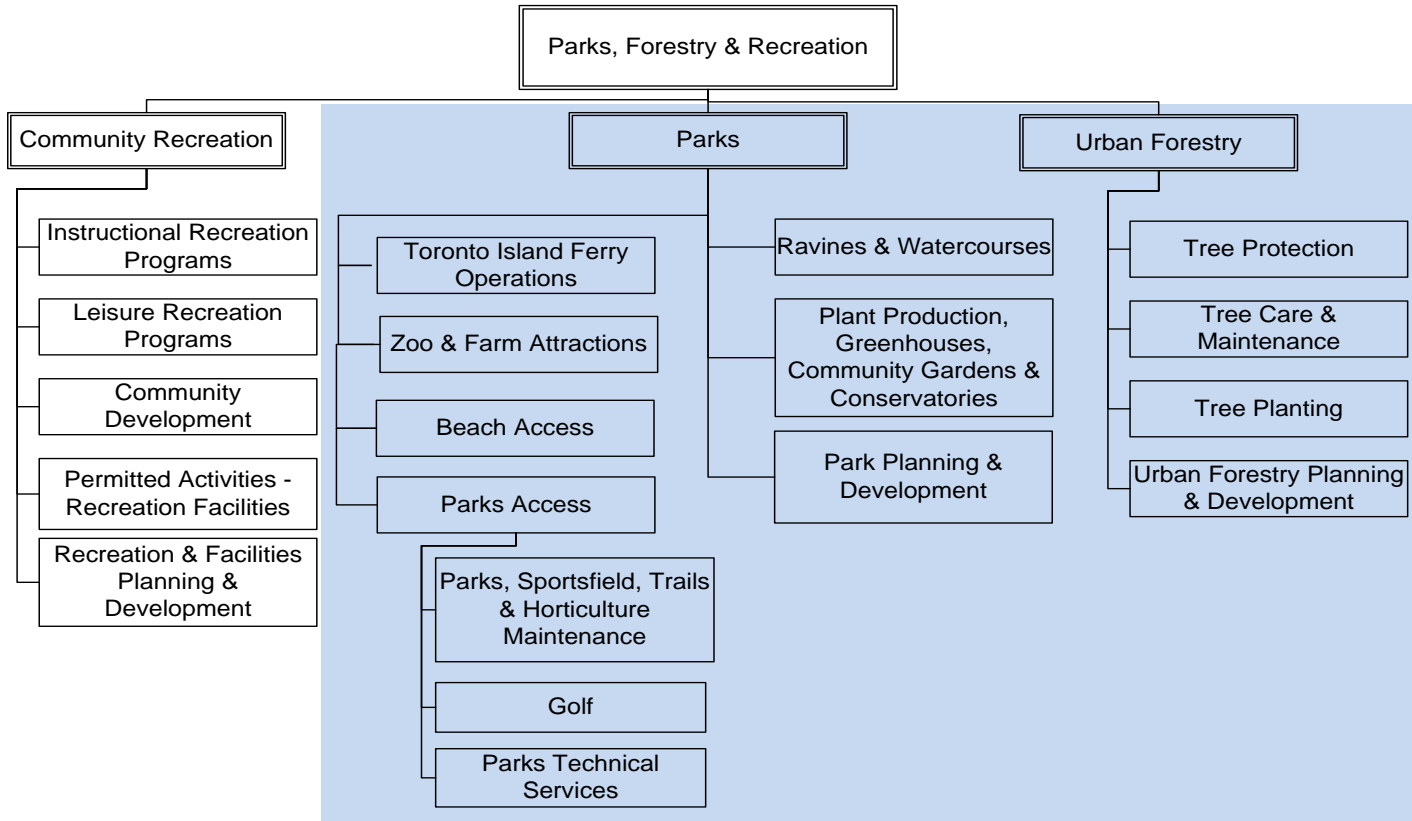 Parks, Forestry & Recreation
Community Recreation
Parks
Urban Forestry
Instructional Recreation
Programs
Leisure Recreation
Programs
Community
Development
Permitted Activities -
Recreation Facilities
Recreation & Facilities
Planning &
Development
Toronto Island Ferry
Operations
Zoo & Farm Attractions
Beach Access
Parks Access
Parks, Sportsfield, Trails
& Horticulture
Maintenance
Golf
Parks Technical
Services
Ravines & Watercourses
Plant Production,
Greenhouses,
Community Gardens &
Conservatories
Park Planning &
Development
Tree Protection
Tree Care &
Maintenance
Tree Planting
Urban Forestry Planning
& Development